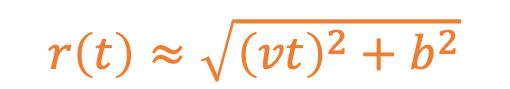 r(t) ≈ √((vt)² + b²)